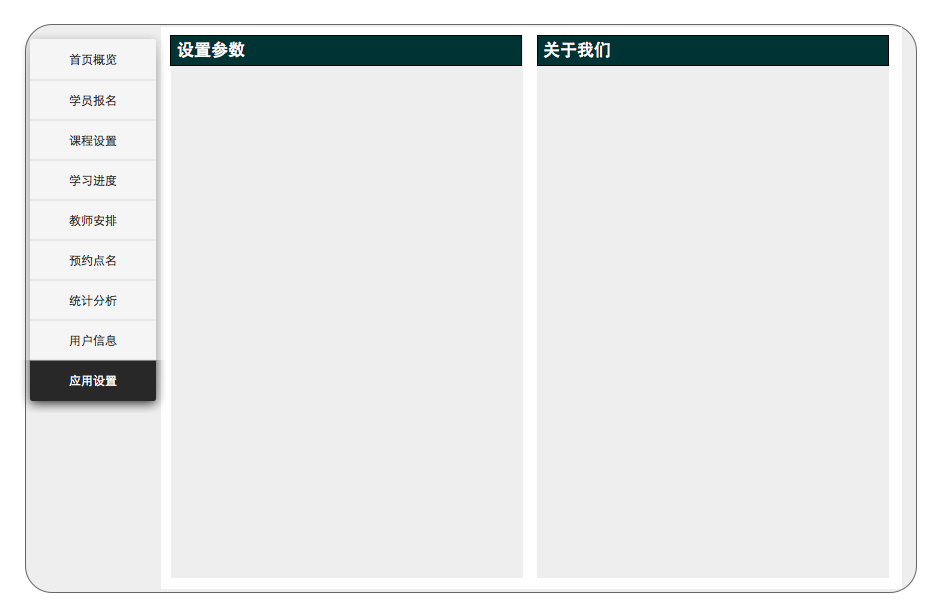 首页概览
学员报名
课程设置
学习进度
教师安排
预约点名
统计分析
用户信息
应用设置
设置参数
关于我们